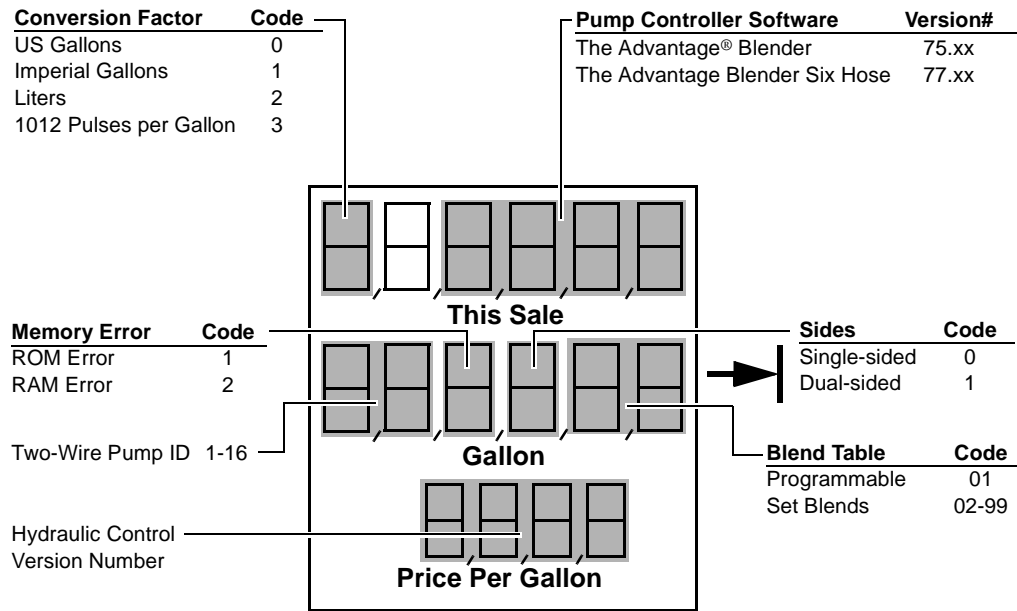 Conversion Factor Code
US Gallons 0
Imperial Gallons 1
Liters 2
1012 Pulses per Gallon 3
Pump Controller Software Version#
The Advantage® Blender 75.xx
The Advantage Blender Six Hose 77.xx
This Sale
Memory Error Code
ROM Error 1
RAM Error 2
Two-Wire Pump ID 1-16
Sides Code
Single-sided 0
Dual-sided 1
Gallon
Blend Table Code
Programmable 01
Set Blends 02-99
Hydraulic Control
Version Number
Price Per Gallon